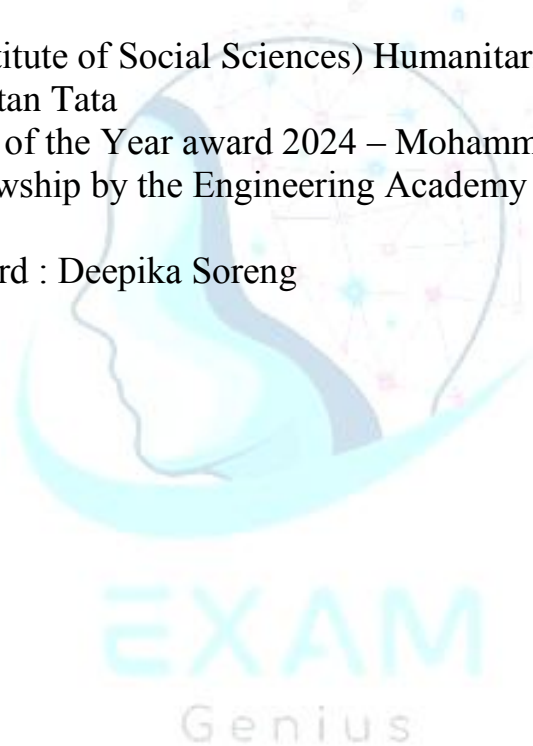 titute of Social Sciences) Humanitar
tan Tata
of the Year award 2024 – Mohamm
wship by the Engineering Academy
rd : Deepika Soreng
EXAM
Genius